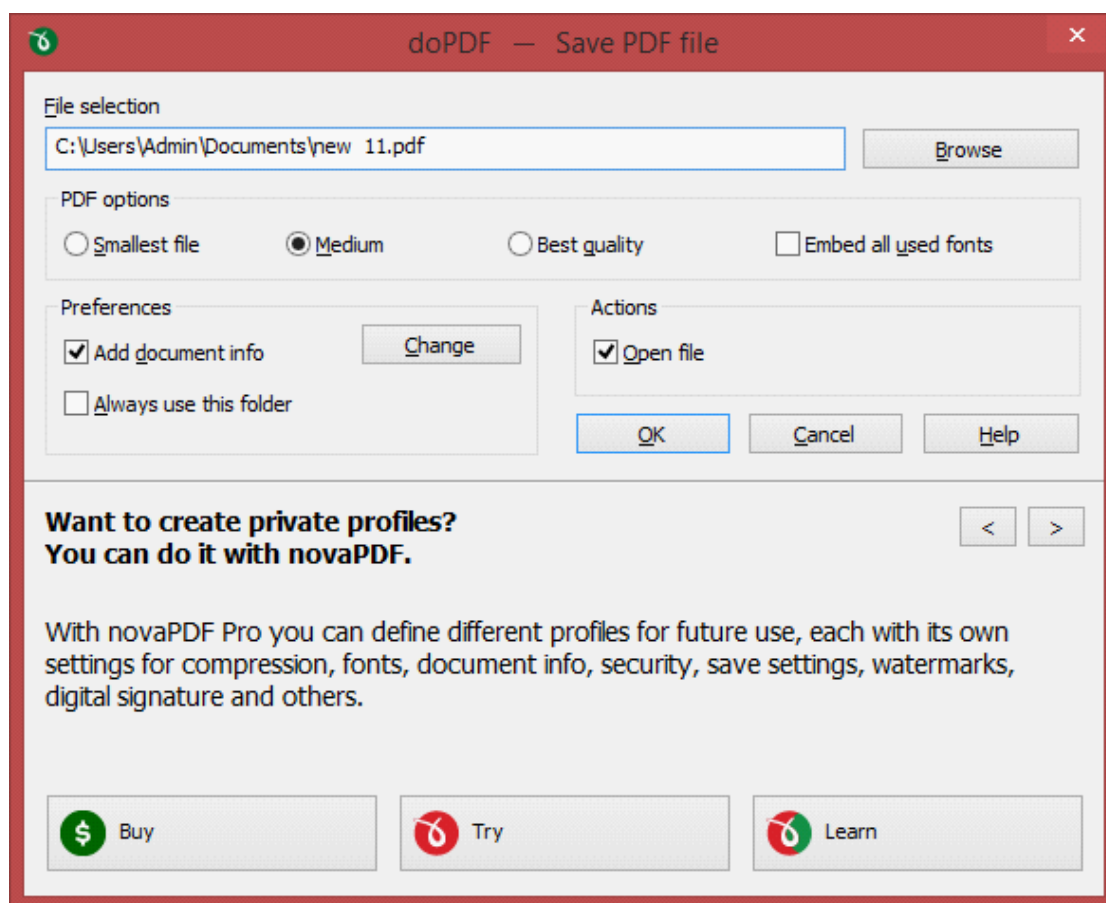 doPDF — Save PDF file
File selection
C:\Users\Admin\Documents\new  11.pdf
Browse
PDF options
Smallest file
Medium
Best quality
Embed all used fonts
Preferences
Add document info
Change
Always use this folder
Actions
Open file
OK
Cancel
Help
Want to create private profiles?
You can do it with novaPDF.
<
>
With novaPDF Pro you can define different profiles for future use, each with its own
settings for compression, fonts, document info, security, save settings, watermarks,
digital signature and others.
$
Buy
Try
Learn